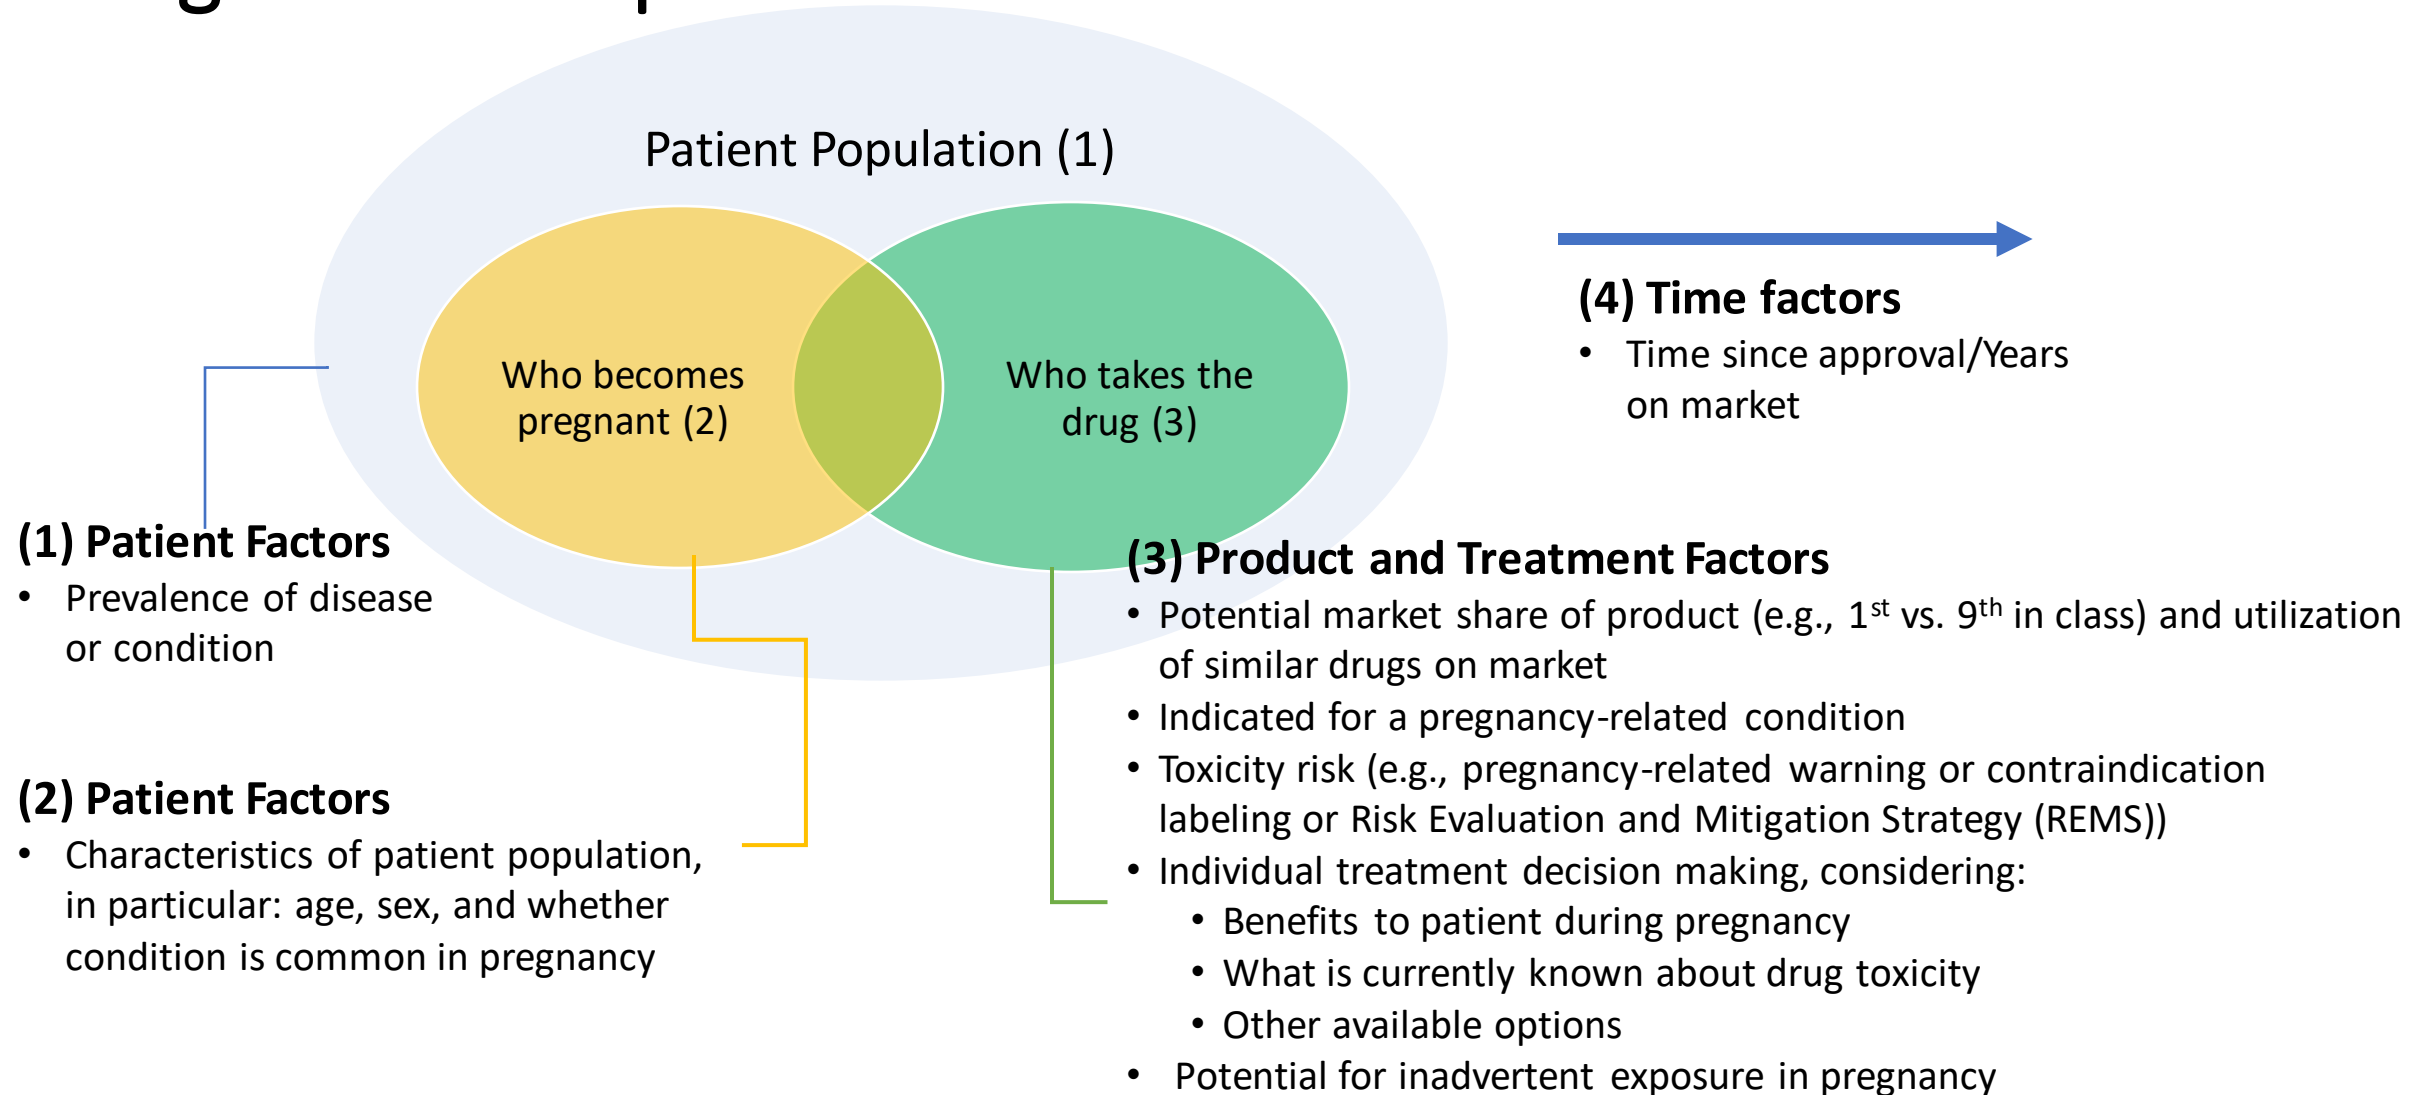 Patient Population (1)
Who becomes
pregnant (2)
Who takes the
drug (3)
(4) Time factors
• Time since approval/Years
on market
(1) Patient Factors
• Prevalence of disease
or condition
(2) Patient Factors
• Characteristics of patient population,
in particular: age, sex, and whether
condition is common in pregnancy
(3) Product and Treatment Factors
• Potential market share of product (e.g., 1st vs. 9th in class) and utilization
of similar drugs on market
• Indicated for a pregnancy-related condition
• Toxicity risk (e.g., pregnancy-related warning or contraindication
labeling or Risk Evaluation and Mitigation Strategy (REMS))
• Individual treatment decision making, considering:
• Benefits to patient during pregnancy
• What is currently known about drug toxicity
• Other available options
• Potential for inadvertent exposure in pregnancy